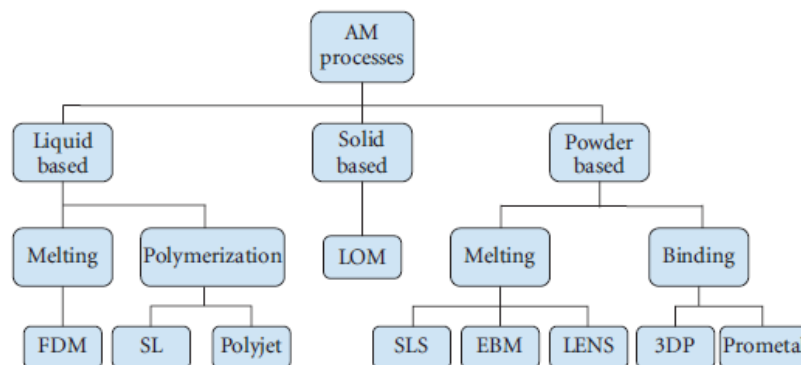 AM
processes
Liquid
based
Solid
based
Powder
based
Melting
Polymerization
LOM
Melting
Binding
FDM
SL
Polyjet
SLS
EBM
LENS
3DP
Prometal